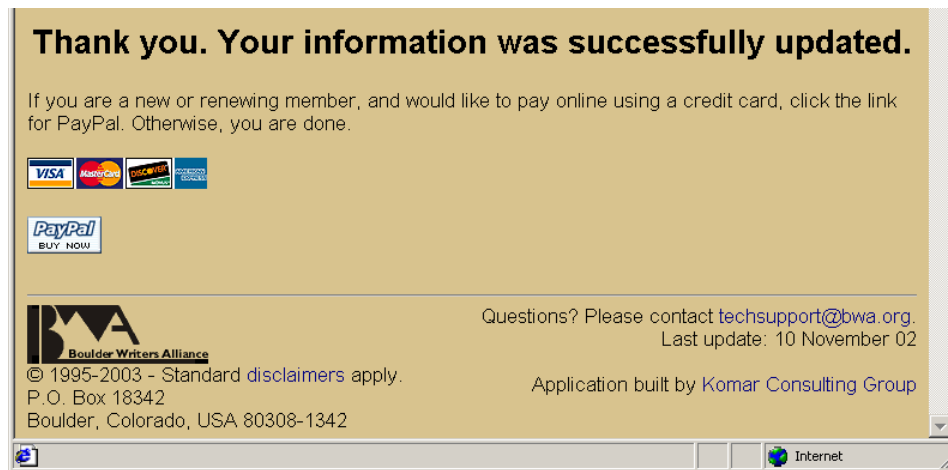 Thank you. Your information was successfully updated.
If you are a new or renewing member, and would like to pay online using a credit card, click the link
for PayPal. Otherwise, you are done.
VISA MasterCard DISCOVER AMERICAN EXPRESS
PayPal
BUY NOW
BWA
Boulder Writers Alliance
© 1995-2003 - Standard disclaimers apply.
P.O. Box 18342
Boulder, Colorado, USA 80308-1342
Questions? Please contact techsupport@bwa.org.
Last update: 10 November 02
Application built by Komar Consulting Group
Internet